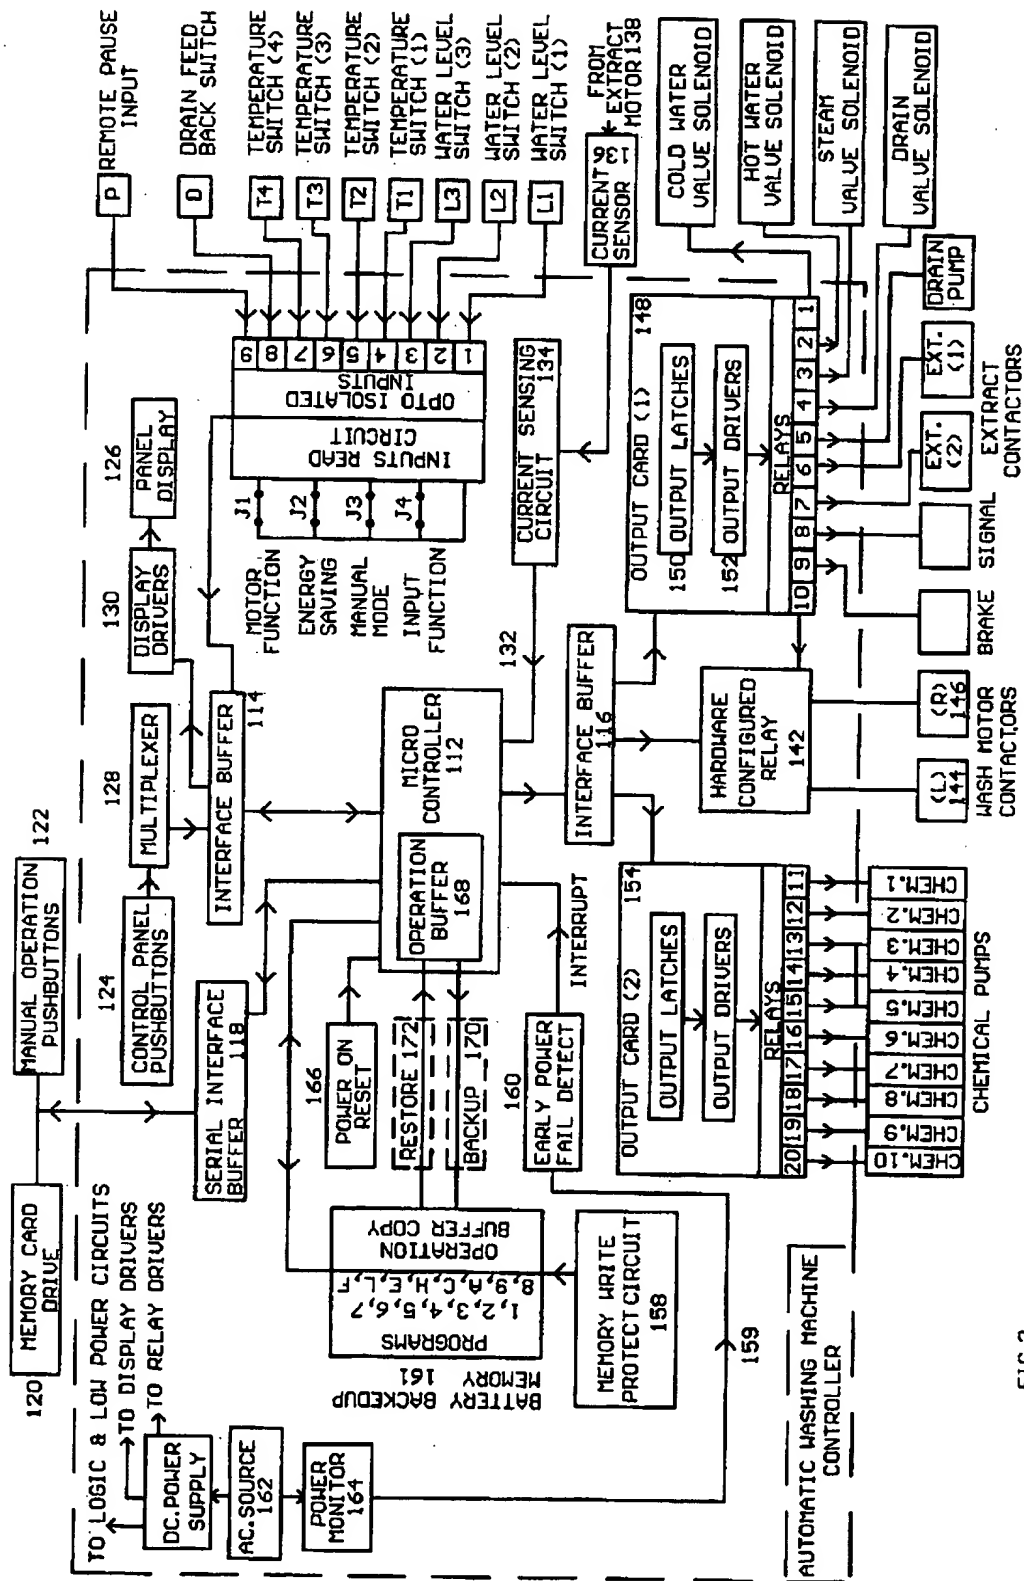 120
MEMORY CARD
DRIVE
MANUAL OPERATION
PUSHBUTTONS
122
TO LOGIC & LOW POWER CIRCUITS
TO DISPLAY DRIVERS
TO RELAY DRIVERS
DC.POWER
SUPPLY
AC.SOURCE
162
POWER
MONITOR
164
SERIAL INTERFACE
BUFFER 118
124
CONTROL PANEL
PUSHBUTTONS
128
MULTIPLEXER
130
DISPLAY
DRIVERS
126
PANEL
DISPLAY
INTERFACE BUFFER
114
P
REMOTE PAUSE
INPUT
D
DRAIN FEED
BACK SWITCH
T4
TEMPERATURE
SWITCH (4)
T3
TEMPERATURE
SWITCH (3)
T2
TEMPERATURE
SWITCH (2)
T1
TEMPERATURE
SWITCH (1)
L3
WATER LEVEL
SWITCH (3)
L2
WATER LEVEL
SWITCH (2)
L1
WATER LEVEL
SWITCH (1)
9
8
7
6
5
4
3
2
1
OPTO ISOLATED
INPUTS
INPUTS READ
CIRCUIT
J1
J2
J3
J4
MOTOR
FUNCTION
ENERGY
SAVING
MANUAL
MODE
INPUT
FUNCTION
166
POWER ON
RESET
MICRO
CONTROLLER
112
OPERATION
BUFFER
168
RESTORE 172
BACKUP 170
BATTERY BACKEDUP
MEMORY 161
PROGRAMS
1,2,3,4,5,6,7
8,9,A,C,H,E,L,F
OPERATION
BUFFER COPY
MEMORY WRITE
PROTECT CIRCUIT
158
159
160
EARLY POWER
FAIL DETECT
INTERRUPT
132
CURRENT SENSING
CIRCUIT 134
CURRENT 136
SENSOR
FROM
EXTRACT
MOTOR138
INTERFACE BUFFER
116
OUTPUT CARD (1) 148
150 OUTPUT LATCHES
152 OUTPUT DRIVERS
RELAYS
10 9 8 7 6 5 4 3 2 1
COLD WATER
VALVE SOLENOID
HOT WATER
VALVE SOLENOID
STEAM
VALVE SOLENOID
DRAIN
VALVE SOLENOID
DRAIN
PUMP
EXT.
(1)
EXT.
(2)
EXTRACT
CONTACTORS
SIGNAL
BRAKE
HARDWARE
CONFIGURED
RELAY
142
(L)
144
(R)
146
WASH MOTOR
CONTACTORS
OUTPUT CARD (2) 154
OUTPUT LATCHES
OUTPUT DRIVERS
RELAYS
20 19 18 17 16 15 14 13 12 11
CHEM.10
CHEM.9
CHEM.8
CHEM.7
CHEM.6
CHEM.5
CHEM.4
CHEM.3
CHEM.2
CHEM.1
CHEMICAL PUMPS
AUTOMATIC WASHING MACHINE
CONTROLLER